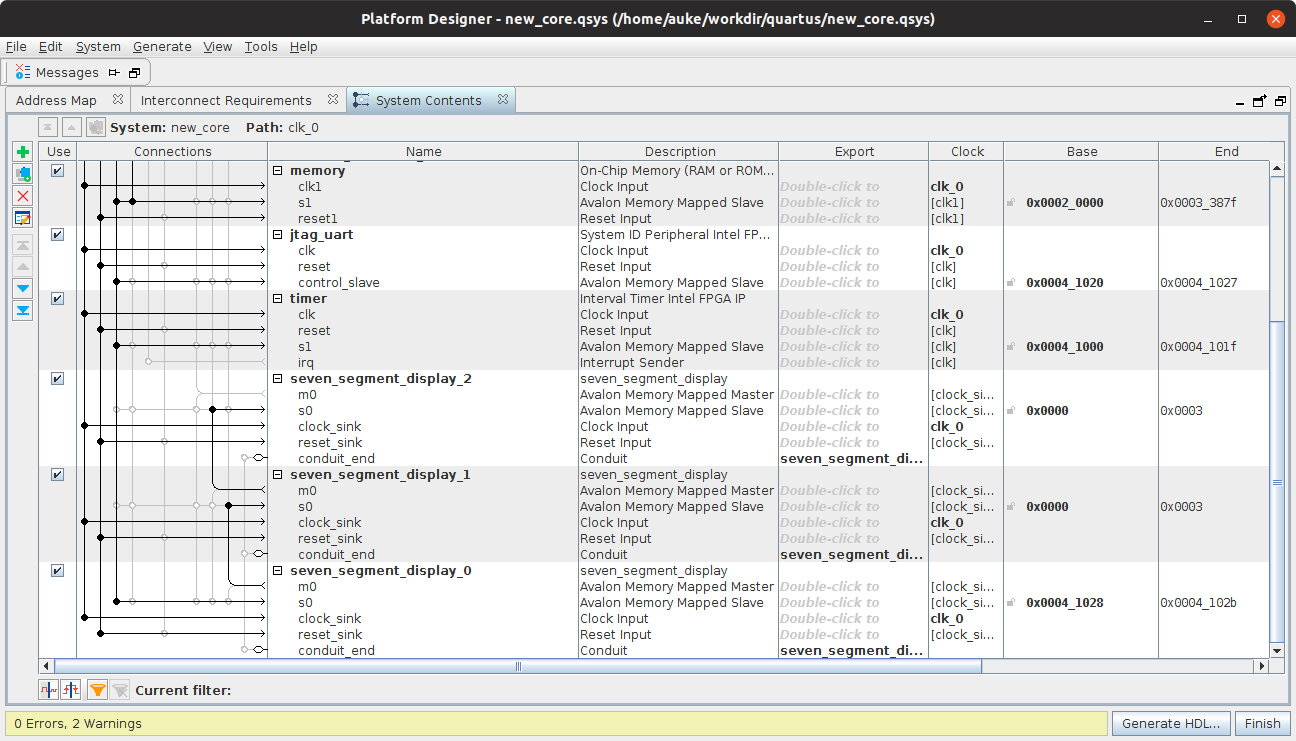 Platform Designer - new_core.qsys (/home/auke/workdir/quartus/new_core.qsys)
File Edit System Generate View Tools Help
Messages
Address Map Interconnect Requirements System Contents
System: new_core Path: clk_0
Use Connections Name Description Export Clock Base End
memory On-Chip Memory (RAM or ROM...
clk1 Clock Input Double-click to clk_0
s1 Avalon Memory Mapped Slave Double-click to [clk1] 0x0002_0000 0x0003_387f
reset1 Reset Input Double-click to [clk1]
jtag_uart System ID Peripheral Intel FP...
clk Clock Input Double-click to clk_0
reset Reset Input Double-click to [clk]
control_slave Avalon Memory Mapped Slave Double-click to [clk] 0x0004_1020 0x0004_1027
timer Interval Timer Intel FPGA IP
clk Clock Input Double-click to clk_0
reset Reset Input Double-click to [clk]
s1 Avalon Memory Mapped Slave Double-click to [clk] 0x0004_1000 0x0004_101f
irq Interrupt Sender Double-click to [clk]
seven_segment_display_2 seven_segment_display
m0 Avalon Memory Mapped Master Double-click to [clock_si...
s0 Avalon Memory Mapped Slave Double-click to [clock_si... 0x0000 0x0003
clock_sink Clock Input Double-click to clk_0
reset_sink Reset Input Double-click to [clock_si...
conduit_end Conduit seven_segment_di...
seven_segment_display_1 seven_segment_display
m0 Avalon Memory Mapped Master Double-click to [clock_si...
s0 Avalon Memory Mapped Slave Double-click to [clock_si... 0x0000 0x0003
clock_sink Clock Input Double-click to clk_0
reset_sink Reset Input Double-click to [clock_si...
conduit_end Conduit seven_segment_di...
seven_segment_display_0 seven_segment_display
m0 Avalon Memory Mapped Master Double-click to [clock_si...
s0 Avalon Memory Mapped Slave Double-click to [clock_si... 0x0004_1028 0x0004_102b
clock_sink Clock Input Double-click to clk_0
reset_sink Reset Input Double-click to [clock_si...
conduit_end Conduit seven_segment_di...
Current filter:
0 Errors, 2 Warnings Generate HDL... Finish